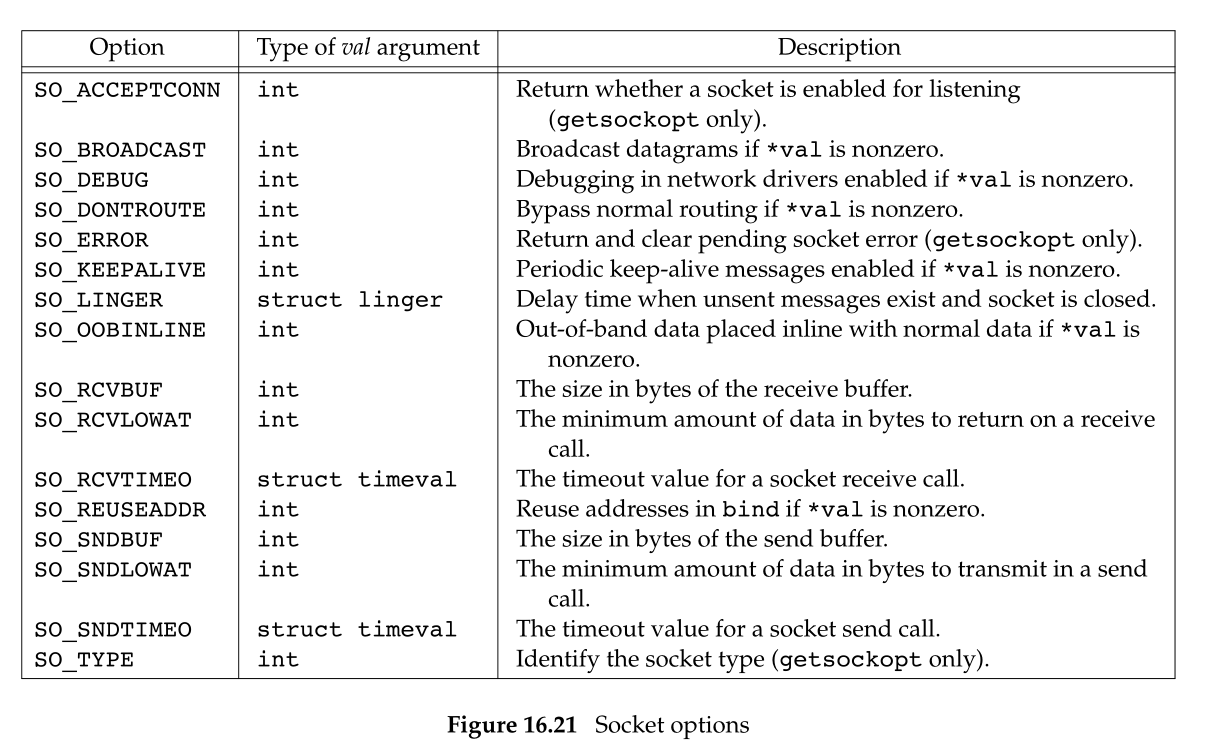 Option Type of val argument Description
SO_ACCEPTCONN int Return whether a socket is enabled for listening
(getsockopt only).
SO_BROADCAST int Broadcast datagrams if *val is nonzero.
SO_DEBUG int Debugging in network drivers enabled if *val is nonzero.
SO_DONTROUTE int Bypass normal routing if *val is nonzero.
SO_ERROR int Return and clear pending socket error (getsockopt only).
SO_KEEPALIVE int Periodic keep-alive messages enabled if *val is nonzero.
SO_LINGER struct linger Delay time when unsent messages exist and socket is closed.
SO_OOBINLINE int Out-of-band data placed inline with normal data if *val is
nonzero.
SO_RCVBUF int The size in bytes of the receive buffer.
SO_RCVLOWAT int The minimum amount of data in bytes to return on a receive
call.
SO_RCVTIMEO struct timeval The timeout value for a socket receive call.
SO_REUSEADDR int Reuse addresses in bind if *val is nonzero.
SO_SNDBUF int The size in bytes of the send buffer.
SO_SNDLOWAT int The minimum amount of data in bytes to transmit in a send
call.
SO_SNDTIMEO struct timeval The timeout value for a socket send call.
SO_TYPE int Identify the socket type (getsockopt only).
Figure 16.21 Socket options